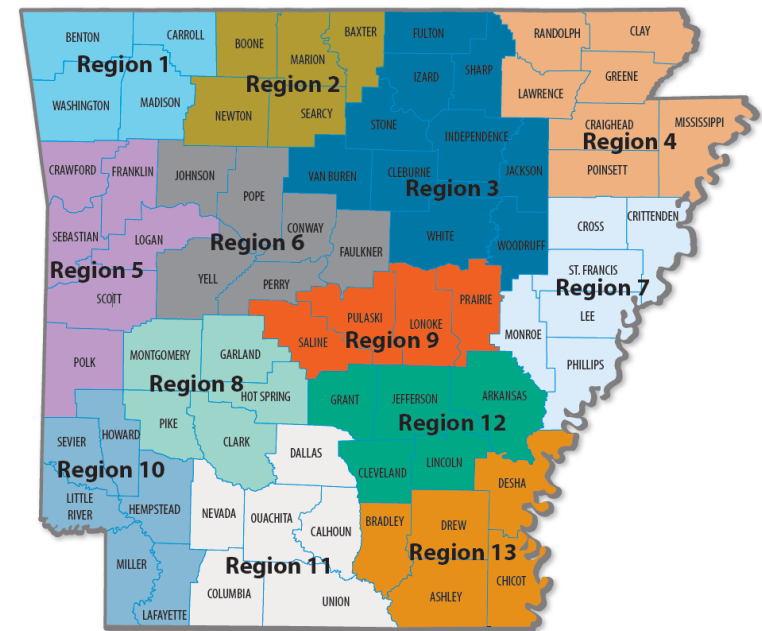 BENTON
CARROLL
Region 1
WASHINGTON
MADISON
BOONE
MARION
BAXTER
Region 2
NEWTON
SEARCY
FULTON
IZARD
SHARP
STONE
INDEPENDENCE
VAN BUREN
CLEBURNE
JACKSON
Region 3
WHITE
WOODRUFF
RANDOLPH
CLAY
GREENE
LAWRENCE
CRAIGHEAD
MISSISSIPPI
Region 4
POINSETT
CRAWFORD
FRANKLIN
SEBASTIAN
LOGAN
Region 5
SCOTT
POLK
JOHNSON
POPE
CONWAY
Region 6
FAULKNER
YELL
PERRY
CROSS
CRITTENDEN
ST. FRANCIS
Region 7
LEE
MONROE
PHILLIPS
MONTGOMERY
GARLAND
Region 8
HOT SPRING
PIKE
CLARK
PRAIRIE
PULASKI
LONOKE
SALINE
Region 9
SEVIER
HOWARD
Region 10
LITTLE
RIVER
HEMPSTEAD
MILLER
LAFAYETTE
DALLAS
NEVADA
OUACHITA
CALHOUN
Region 11
COLUMBIA
UNION
GRANT
JEFFERSON
ARKANSAS
Region 12
CLEVELAND
LINCOLN
DESHA
BRADLEY
DREW
Region 13
CHICOT
ASHLEY